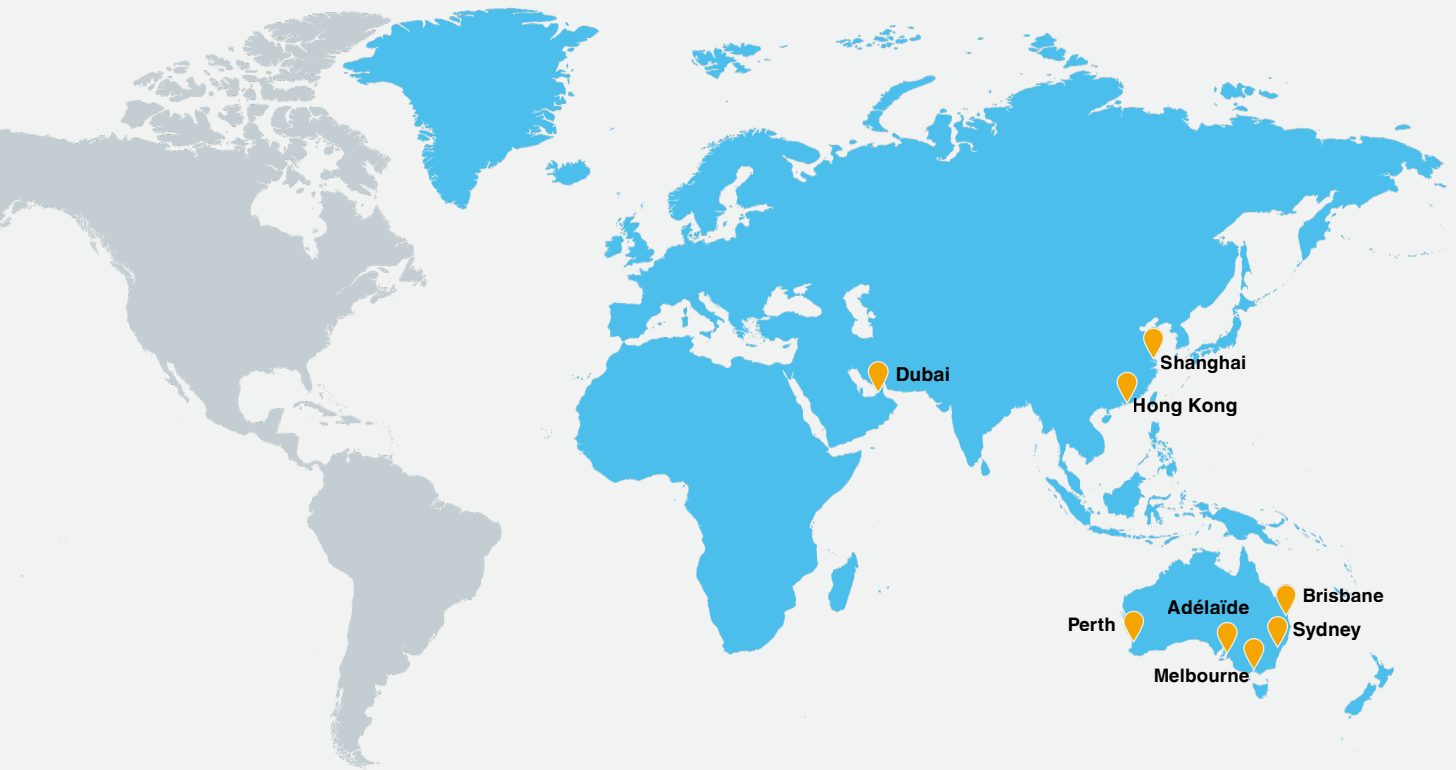 Dubai
Shanghai
Hong Kong
Brisbane
Adélaïde
Perth
Sydney
Melbourne